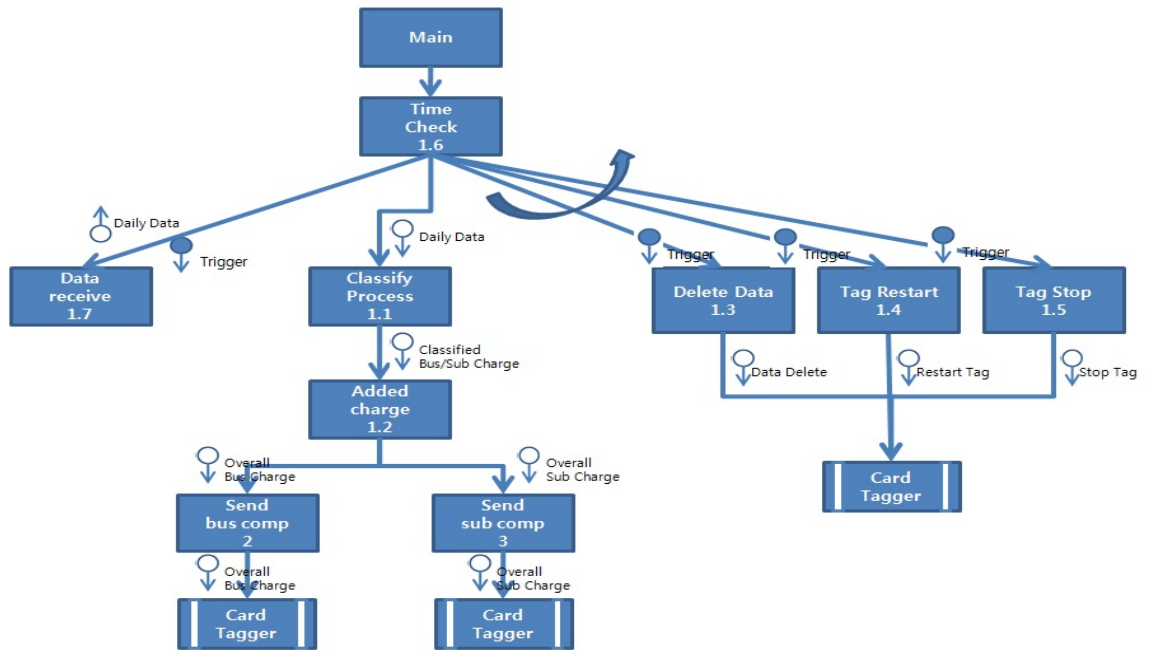 Main
Time
Check
1.6
Daily Data
Trigger
Daily Data
Trigger
Trigger
Trigger
Data
receive
1.7
Classify
Process
1.1
Delete Data
1.3
Tag Restart
1.4
Tag Stop
1.5
Classified
Bus/Sub Charge
Data Delete
Restart Tag
Stop Tag
Added
charge
1.2
Overall
Bus Charge
Overall
Sub Charge
Card
Tagger
Send
bus comp
2
Send
sub comp
3
Overall
Bus Charge
Overall
Sub Charge
Card
Tagger
Card
Tagger